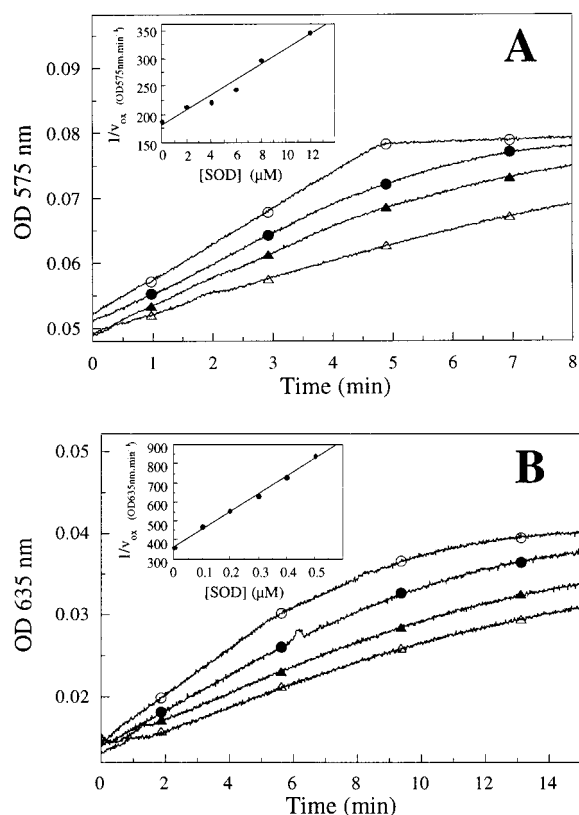 A
0.09
0.08
0.07
0.06
0.05
OD 575 nm
0 1 2 3 4 5 6 7 8
Time (min)
350
300
250
200
150
1/vox (OD575nm.min⁻¹)
0 2 4 6 8 10 12
[SOD] (µM)
B
0.05
0.04
0.03
0.02
OD 635 nm
0 2 4 6 8 10 12 14
Time (min)
900
800
700
600
500
400
300
1/vox (OD635nm.min⁻¹)
0 0.1 0.2 0.3 0.4 0.5
[SOD] (µM)